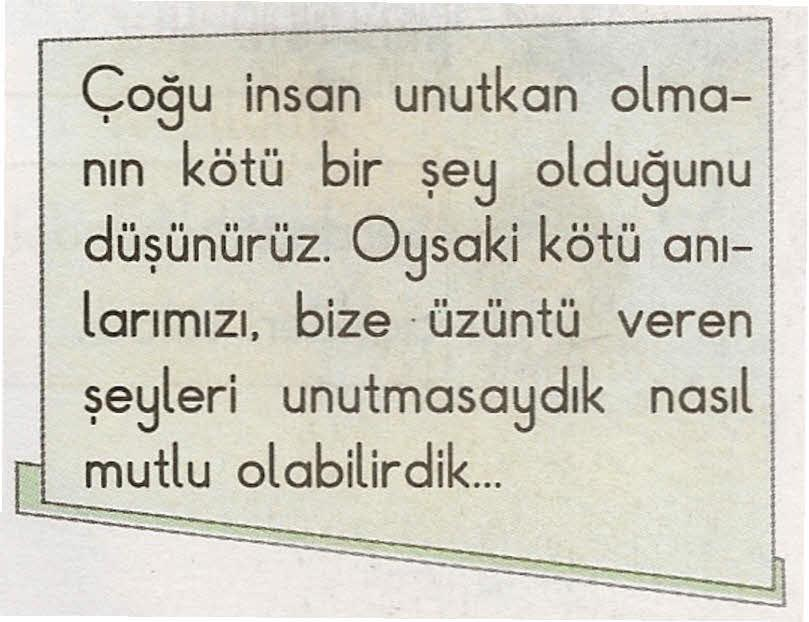 Çoğu insan unutkan olma-
nın kötü bir şey olduğunu
düşünürüz. Oysaki kötü anı-
larımızı, bize üzüntü veren
şeyleri unutmasaydık nasıl
mutlu olabilirdik...